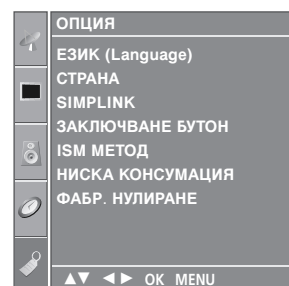 ОПЦИЯ
ЕЗИК (Language)
СТРАНА
SIMPLINK
ЗАКЛЮЧВАНЕ БУТОН
ISM МЕТОД
НИСКА КОНСУМАЦИЯ
ФАБР. НУЛИРАНЕ
▲▼ ◄► OK MENU